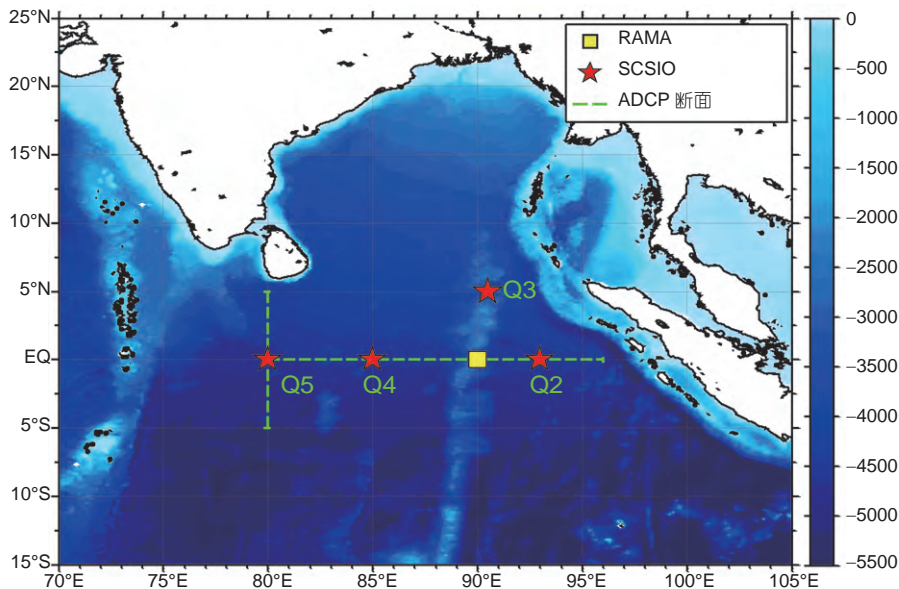 25°N
20°N
15°N
10°N
5°N
EQ
5°S
10°S
15°S
70°E
75°E
80°E
85°E
90°E
95°E
100°E
105°E
RAMA
SCSIO
ADCP 断面
Q3
Q5
Q4
Q2
0
–500
–1000
–1500
–2000
–2500
–3000
–3500
–4000
–4500
–5000
–5500